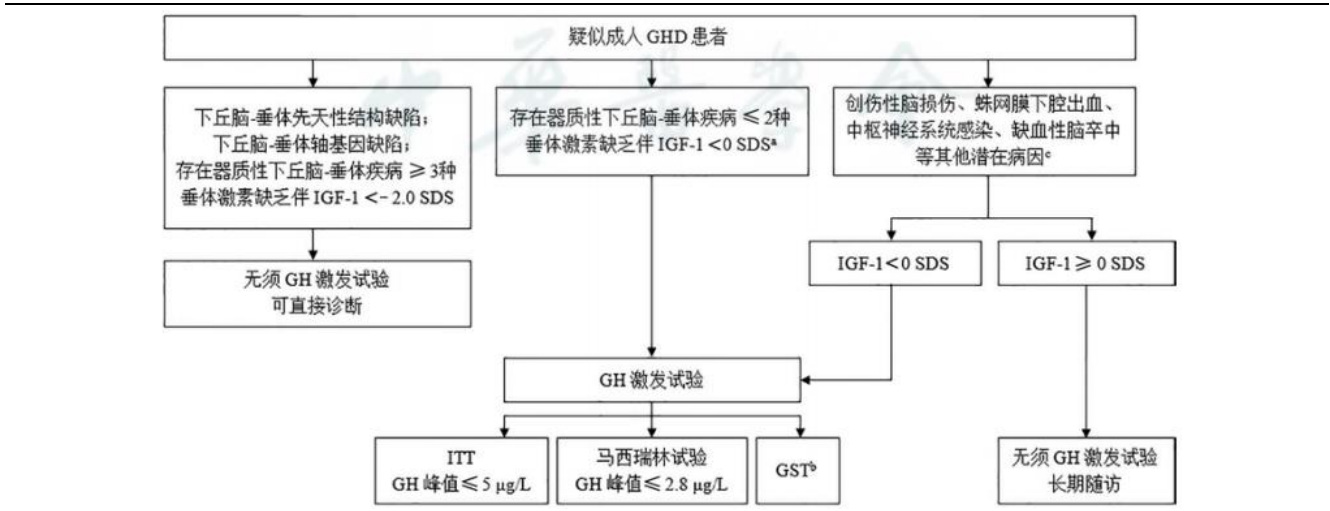 疑似成人 GHD 患者
下丘脑-垂体先天性结构缺陷；
下丘脑-垂体轴基因缺陷；
存在器质性下丘脑-垂体疾病 ≥ 3种
垂体激素缺乏伴 IGF-1 <- 2.0 SDS
存在器质性下丘脑-垂体疾病 ≤ 2种
垂体激素缺乏伴 IGF-1 <0 SDSᵃ
创伤性脑损伤、蛛网膜下腔出血、
中枢神经系统感染、缺血性脑卒中
等其他潜在病因ᶜ
IGF-1<0 SDS
IGF-1 ≥ 0 SDS
无须 GH 激发试验
可直接诊断
GH 激发试验
ITT
GH 峰值≤5 μg/L
马西瑞林试验
GH 峰值≤2.8 μg/L
GSTᵇ
无须 GH 激发试验
长期随访
中华医学会